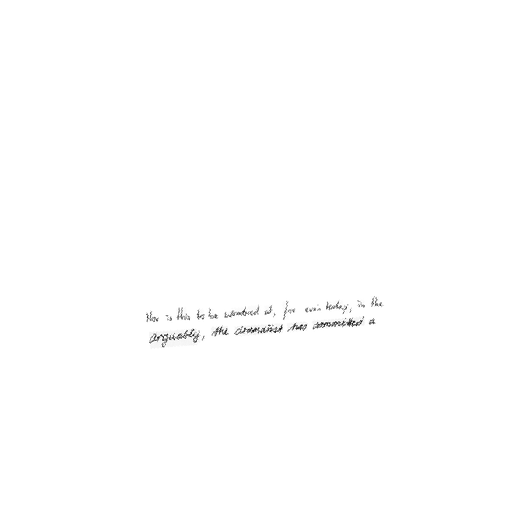 Nor is this to be wondered at, for even today, in the
Arguably, the dramatist has committed a